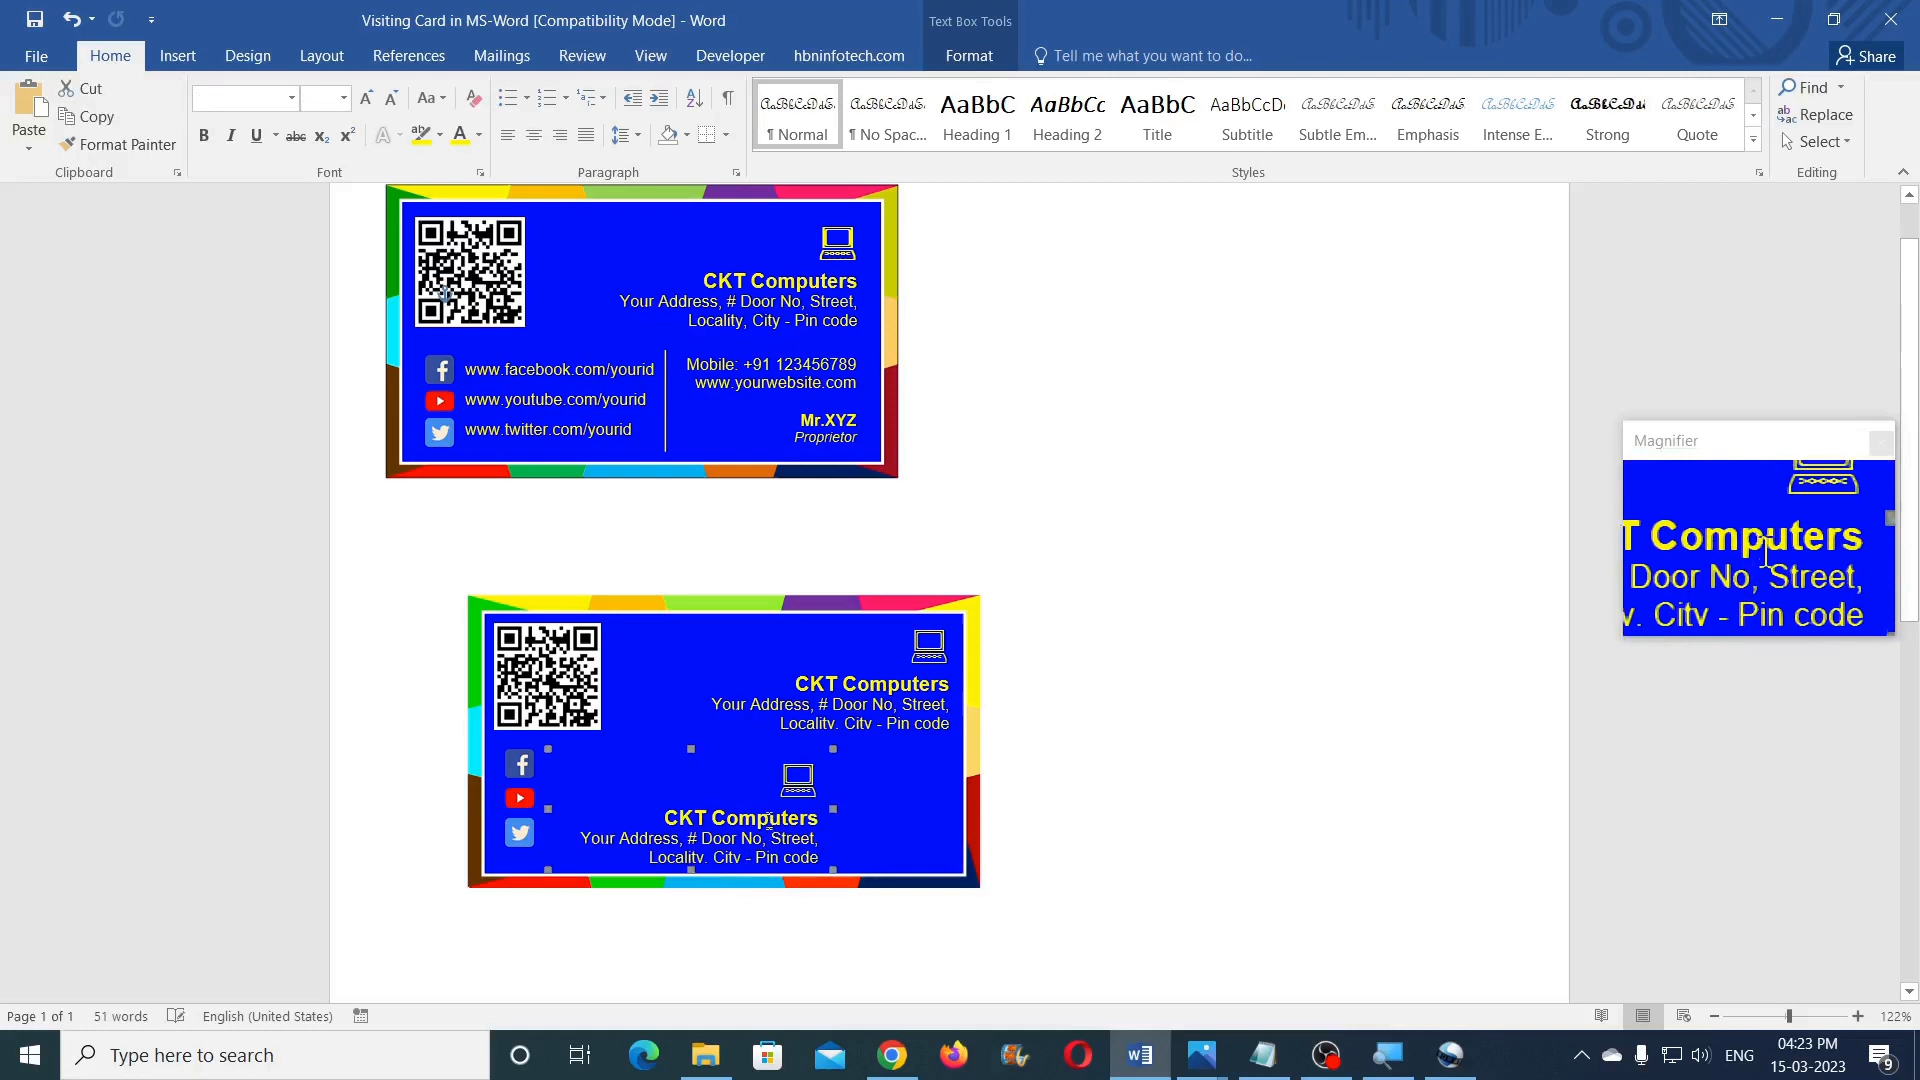 Visiting Card in MS-Word [Compatibility Mode] - Word
Text Box Tools
File Home Insert Design Layout References Mailings Review View Developer hbninfotech.com Format Tell me what you want to do... Share
Paste
Cut
Copy
Format Painter
Clipboard
Font
Paragraph
AaBbCcDdE
¶ Normal
AaBbCcDdE
¶ No Spac...
AaBbC
Heading 1
AaBbCc
Heading 2
AaBbC
Title
AaBbCcD
Subtitle
AaBbCcDdE
Subtle Em...
AaBbCcDdE
Emphasis
AaBbCcDdE
Intense E...
AaBbCcDd
Strong
AaBbCcDdE
Quote
Styles
Find
Replace
Select
Editing
CKT Computers
Your Address, # Door No, Street,
Locality, City - Pin code
www.facebook.com/yourid
www.youtube.com/yourid
www.twitter.com/yourid
Mobile: +91 123456789
www.yourwebsite.com
Mr.XYZ
Proprietor
Magnifier
T Computers
Door No, Street,
y, City - Pin code
CKT Computers
Your Address, # Door No, Street,
Locality, City - Pin code
CKT Computers
Your Address, # Door No, Street,
Locality, City - Pin code
Page 1 of 1 51 words English (United States) 122%
Type here to search
ENG
04:23 PM
15-03-2023
9